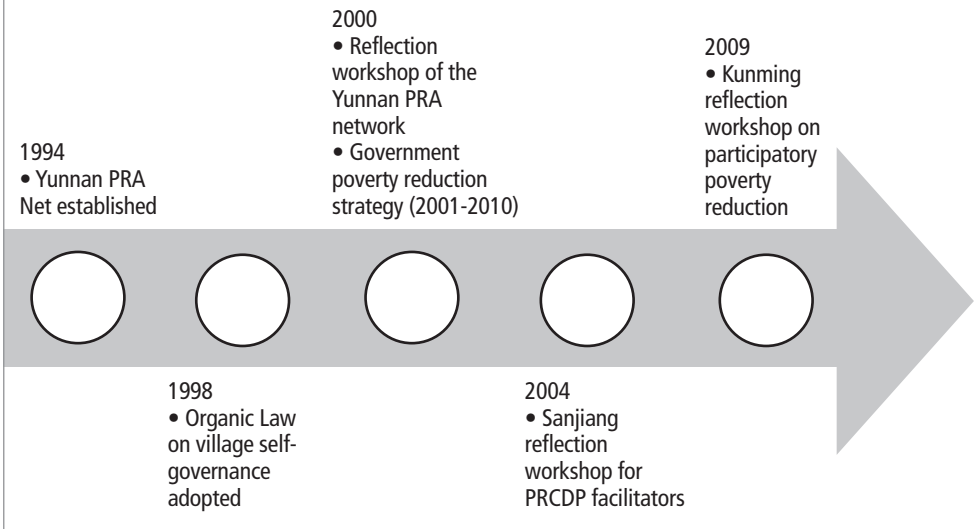 1994
• Yunnan PRA
Net established
1998
• Organic Law
on village self-
governance
adopted
2000
• Reflection
workshop of the
Yunnan PRA
network
• Government
poverty reduction
strategy (2001-2010)
2004
• Sanjiang
reflection
workshop for
PRCDP facilitators
2009
• Kunming
reflection
workshop on
participatory
poverty
reduction